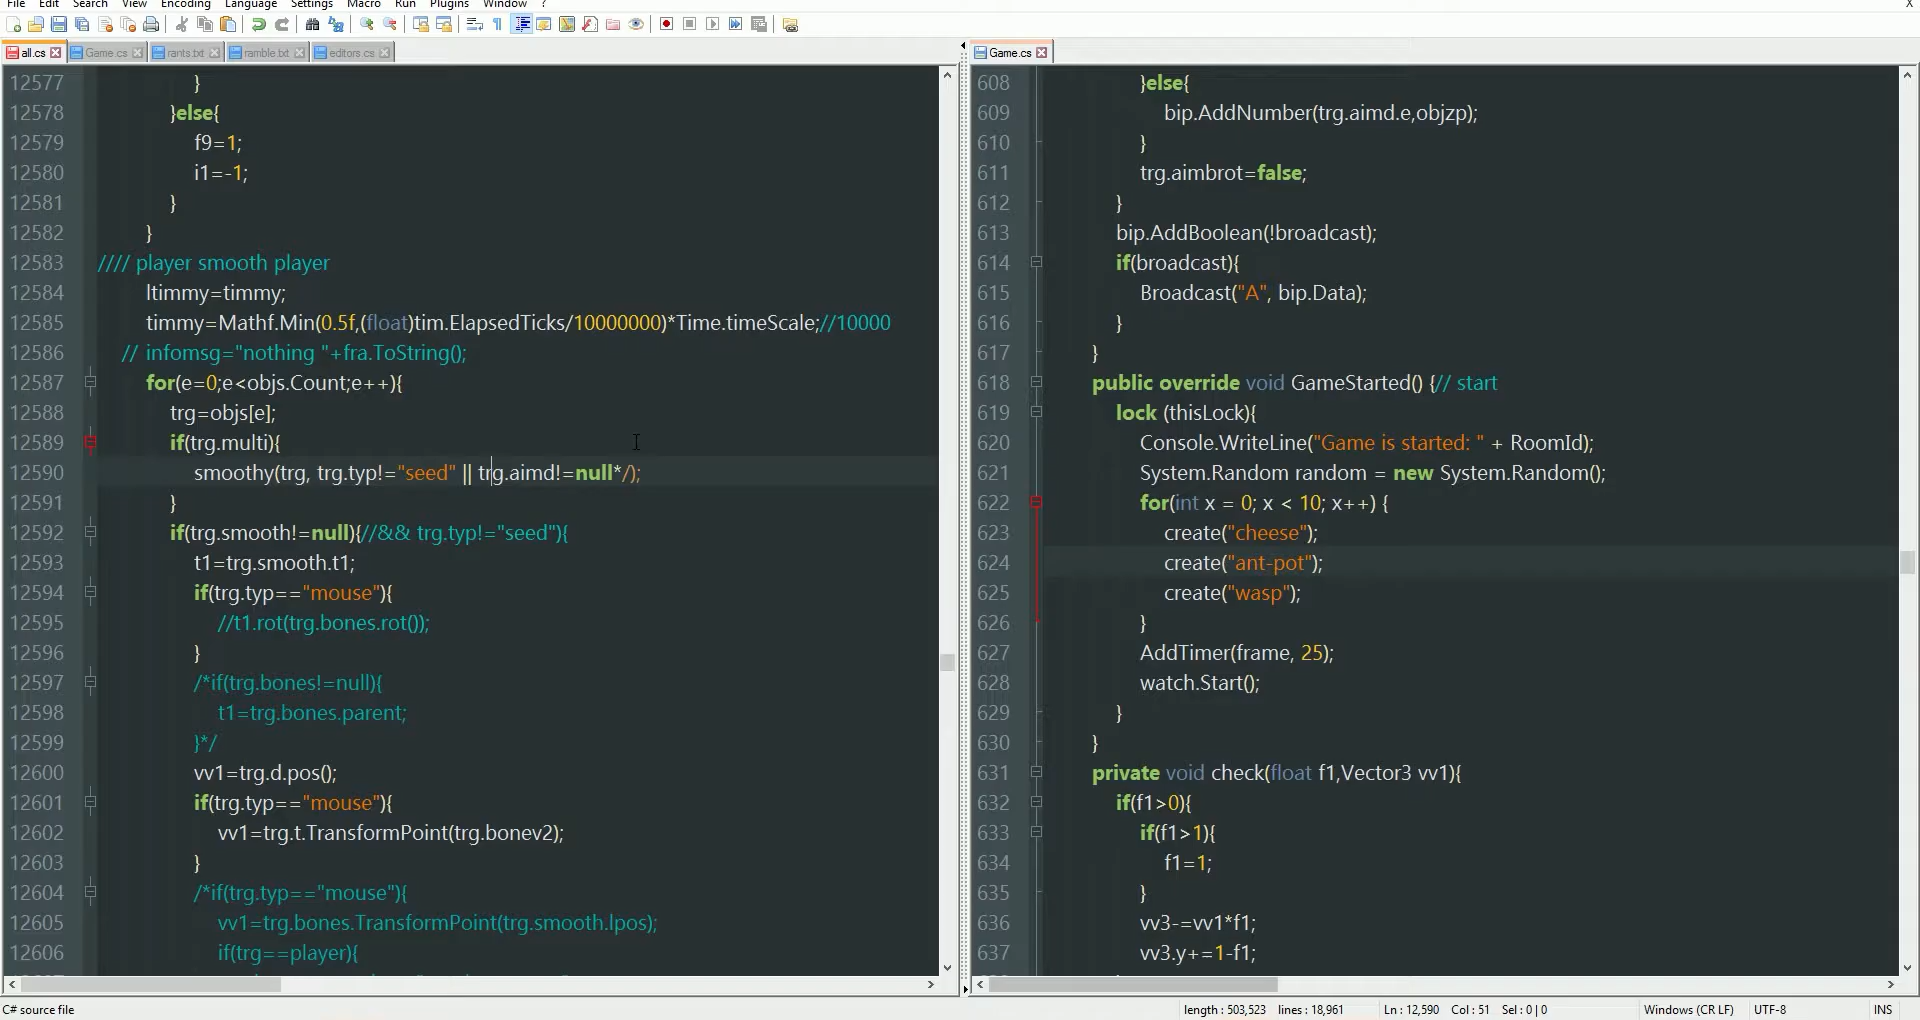 File Edit Search View Encoding Language Settings Macro Run Plugins Window ? X
all.cs Game.cs rants.txt ramble.txt editors.cs
12577 }
12578 }else{
12579 f9=1;
12580 i1=-1;
12581 }
12582 }
12583 //// player smooth player
12584 ltimmy=timmy;
12585 timmy=Mathf.Min(0.5f,(float)tim.ElapsedTicks/10000000)*Time.timeScale;//10000
12586 // infomsg="nothing "+fra.ToString();
12587 for(e=0;e<objs.Count;e++){
12588 trg=objs[e];
12589 if(trg.multi){
12590 smoothy(trg, trg.typ!="seed" || trg.aimd!=null*/);
12591 }
12592 if(trg.smooth!=null){//&& trg.typ!="seed"){
12593 t1=trg.smooth.t1;
12594 if(trg.typ=="mouse"){
12595 //t1.rot(trg.bones.rot());
12596 }
12597 /*if(trg.bones!=null){
12598 t1=trg.bones.parent;
12599 }*/
12600 vv1=trg.d.pos();
12601 if(trg.typ=="mouse"){
12602 vv1=trg.t.TransformPoint(trg.bonev2);
12603 }
12604 /*if(trg.typ=="mouse"){
12605 vv1=trg.bones.TransformPoint(trg.smooth.lpos);
12606 if(trg==player){
Game.cs
608 }else{
609 bip.AddNumber(trg.aimd.e,objzp);
610 }
611 trg.aimbrot=false;
612 }
613 bip.AddBoolean(!broadcast);
614 if(broadcast){
615 Broadcast("A", bip.Data);
616 }
617 }
618 public override void GameStarted() {// start
619 lock (thisLock){
620 Console.WriteLine("Game is started: " + RoomId);
621 System.Random random = new System.Random();
622 for(int x = 0; x < 10; x++) {
623 create("cheese");
624 create("ant-pot");
625 create("wasp");
626 }
627 AddTimer(frame, 25);
628 watch.Start();
629 }
630 }
631 private void check(float f1,Vector3 vv1){
632 if(f1>0){
633 if(f1>1){
634 f1=1;
635 }
636 vv3-=vv1*f1;
637 vv3.y+=1-f1;
C# source file length : 503,523 lines : 18,961 Ln : 12,590 Col : 51 Sel : 0 | 0 Windows (CR LF) UTF-8 INS